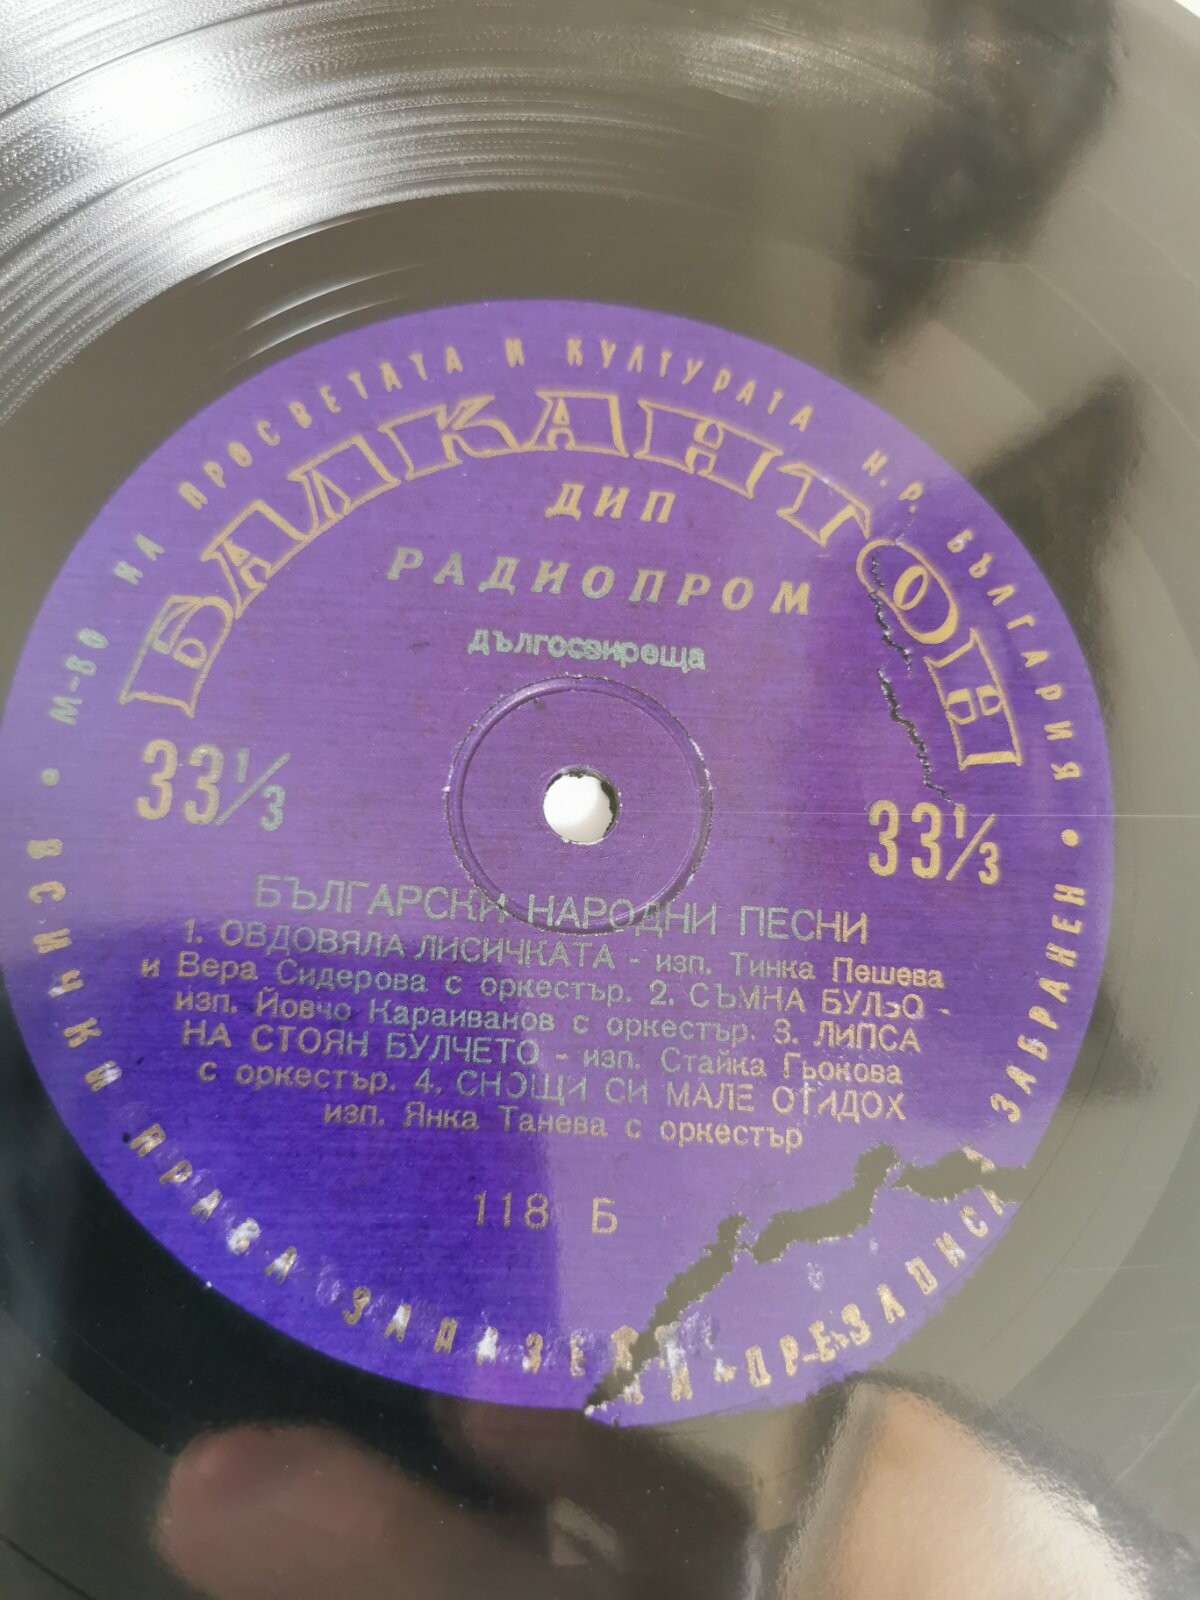 М-ВО НА ПРОСВЕТАТА И КУЛТУРАТА Н.Р. БЪЛГАРИЯ
БАЛКАНТОН
ДИП
РАДИОПРОМ
дългосвиреща
33⅓
33⅓
БЪЛГАРСКИ НАРОДНИ ПЕСНИ
1. ОВДОВЯЛА ЛИСИЧКАТА - изп. Тинка Пешева
и Вера Сидерова с оркестър. 2. СЪМНА БУЛЬО -
изп. Йовчо Караиванов с оркестър. 3. ЛИПСА
НА СТОЯН БУЛЧЕТО - изп. Стайка Гьокова
с оркестър. 4. СНОЩИ СИ МАЛЕ ОТИДОХ
изп. Янка Танева с оркестър
118 Б
• ВСИЧКИ ПРАВА ЗАПАЗЕНИ - ПРЕЗАПИСА ЗАБРАНЕН •